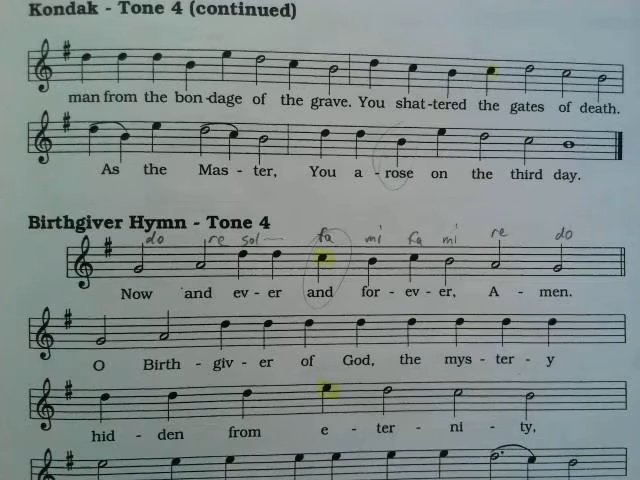 Kondak - Tone 4 (continued)
man from the bon - dage of the grave. You shat - tered the gates of death.
As the Mas - ter, You a - rose on the third day.
Birthgiver Hymn - Tone 4
do re sol — fa mi fa mi re do
Now and ev - er and for - ev - er, A - men.
O Birth - giv - er of God, the mys - ter - y
hid - den from e - ter - ni - ty,